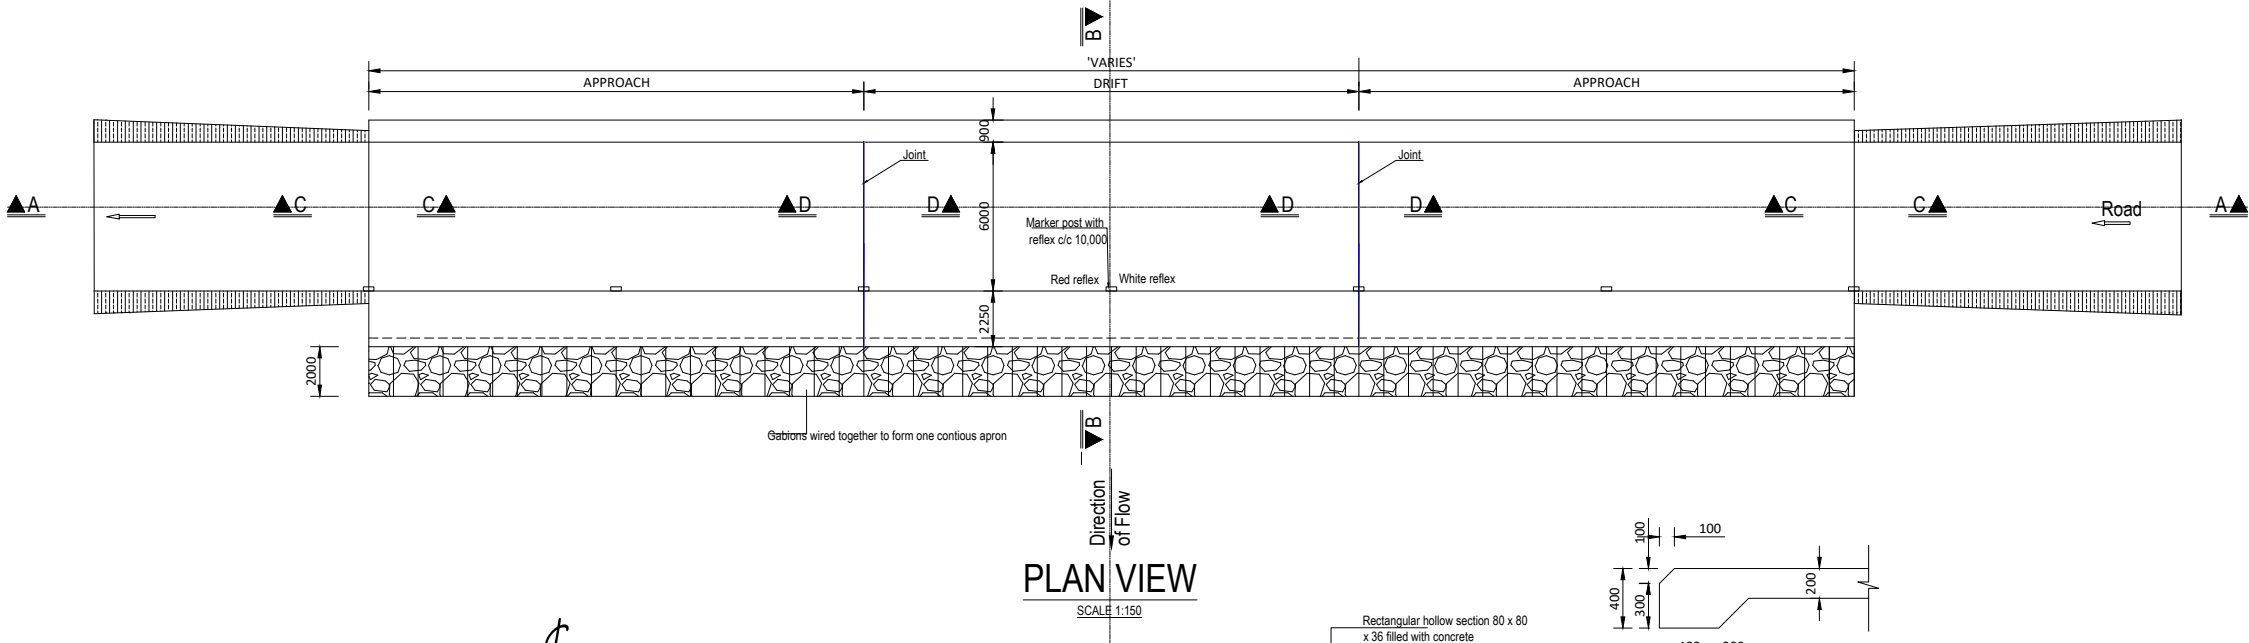 B
'VARIES'
APPROACH
DRIFT
APPROACH
900
Joint
Joint
A
C
C
D
D
D
D
C
C
Road
A
6000
Marker post with
reflex c/c 10,000
Red reflex
White reflex
2250
2000
B
Gabions wired together to form one contious apron
Direction
of Flow
PLAN VIEW
SCALE 1:150
100
100
400
300
200
Rectangular hollow section 80 x 80
x 36 filled with concrete